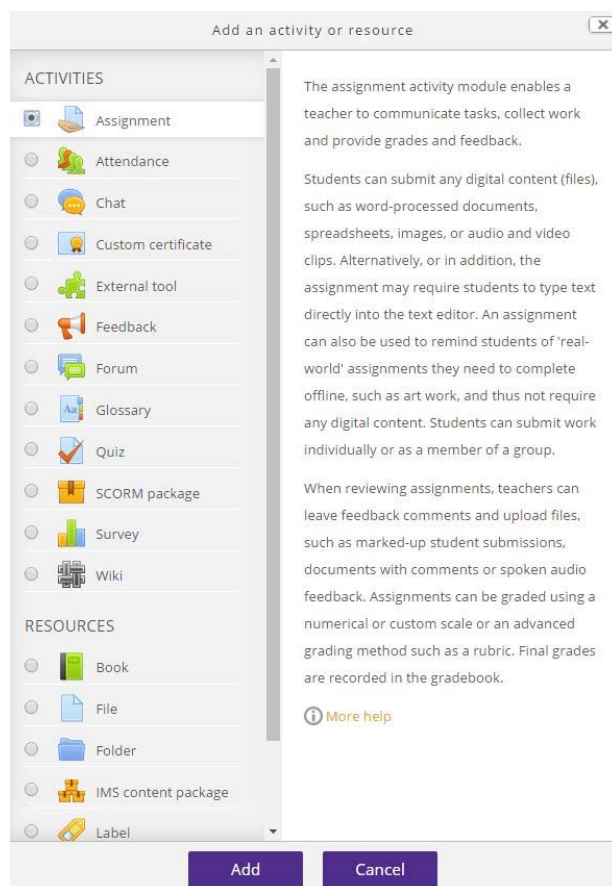 Add an activity or resource
ACTIVITIES
Assignment
Attendance
Chat
Custom certificate
External tool
Feedback
Forum
Aa
Glossary
Quiz
SCORM package
Survey
Wiki
RESOURCES
Book
File
Folder
IMS content package
Label
The assignment activity module enables a
teacher to communicate tasks, collect work
and provide grades and feedback.
Students can submit any digital content (files),
such as word-processed documents,
spreadsheets, images, or audio and video
clips. Alternatively, or in addition, the
assignment may require students to type text
directly into the text editor. An assignment
can also be used to remind students of 'real-
world' assignments they need to complete
offline, such as art work, and thus not require
any digital content. Students can submit work
individually or as a member of a group.
When reviewing assignments, teachers can
leave feedback comments and upload files,
such as marked-up student submissions,
documents with comments or spoken audio
feedback. Assignments can be graded using a
numerical or custom scale or an advanced
grading method such as a rubric. Final grades
are recorded in the gradebook.
More help
Add
Cancel